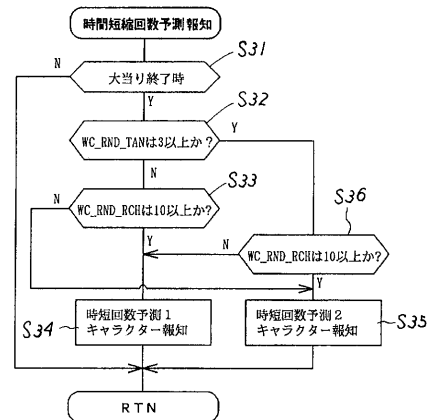 時間短縮回数予測報知
N
大当り終了時
S31
Y
S32
WC_RND_TANは3以上か?
Y
N
S33
N
WC_RND_RCHは10以上か?
S36
Y
N
WC_RND_RCHは10以上か?
Y
時短回数予測1
キャラクター報知
S34
時短回数予測2
キャラクター報知
S35
RTN